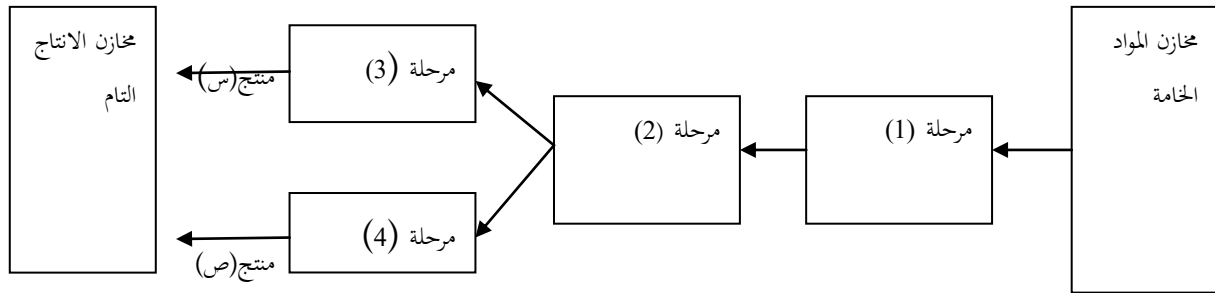 مخازن المواد
الخامة
مرحلة (1)
مرحلة (2)
مرحلة (3)
منتج(س)
مرحلة (4)
منتج(ص)
مخازن الانتاج
التام